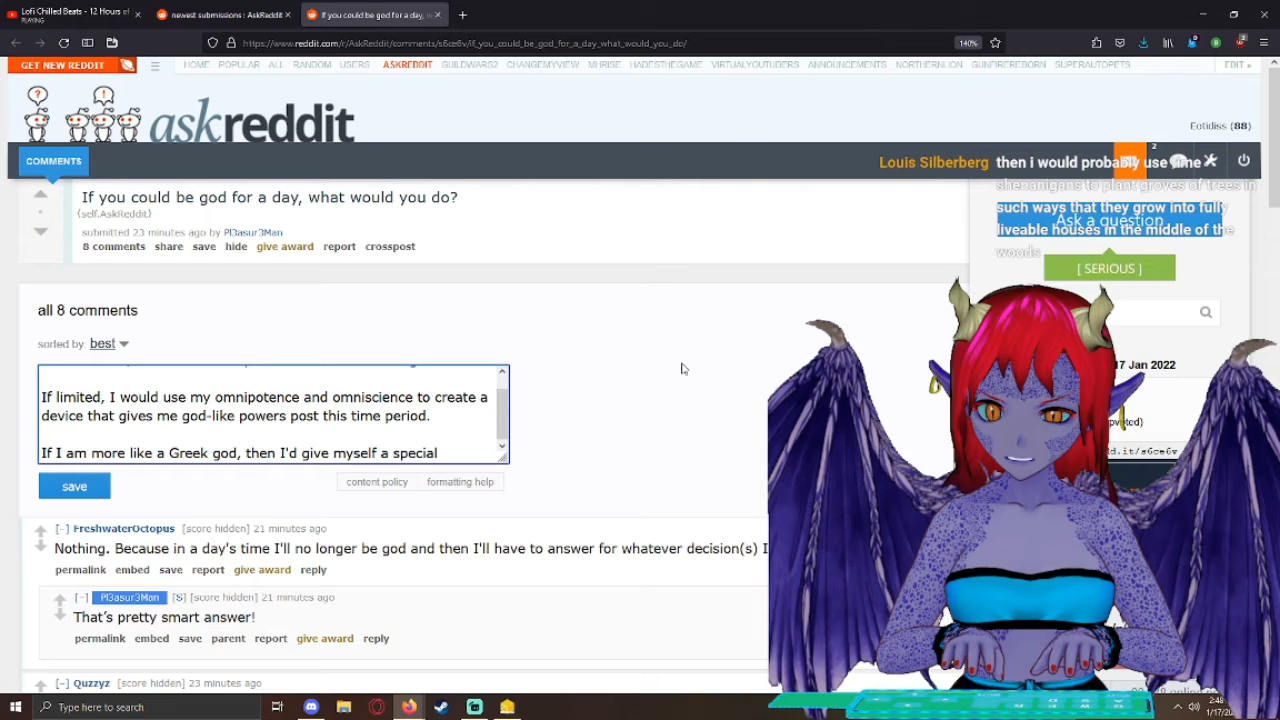 Lofi Chilled Beats - 12 Hours of
PLAYING
newest submissions : AskReddit
If you could be god for a day, w
https://www.reddit.com/r/AskReddit/comments/s6ce6v/if_you_could_be_god_for_a_day_what_would_you_do/
140%
GET NEW REDDIT
HOME POPULAR ALL RANDOM USERS ASKREDDIT GUILDWARS2 CHANGEMYVIEW MHRISE HADESTHEGAME VIRTUALYOUTUBERS ANNOUNCEMENTS NORTHERNLION GUNFIREREBORN SUPERAUTOPETS
EDIT »
askreddit
Eotidiss (88)
COMMENTS
2
Louis Silberberg then i would probably use time
shenanigans to plant groves of trees in
such ways that they grow into fully
liveable houses in the middle of the
woods
Ask a question
[ SERIOUS ]
If you could be god for a day, what would you do?
(self.AskReddit)
submitted 23 minutes ago by Pl3asur3Man
8 comments share save hide give award report crosspost
all 8 comments
sorted by best
17 Jan 2022
If limited, I would use my omnipotence and omniscience to create a
device that gives me god-like powers post this time period.
If I am more like a Greek god, then I'd give myself a special
save
content policy formatting help
[–] FreshwaterOctopus [score hidden] 21 minutes ago
Nothing. Because in a day's time I'll no longer be god and then I'll have to answer for whatever decision(s) I
permalink embed save report give award reply
[–] Pl3asur3Man [S] [score hidden] 21 minutes ago
That's pretty smart answer!
permalink embed save parent report give award reply
[–] Quzzyz [score hidden] 23 minutes ago
Type here to search